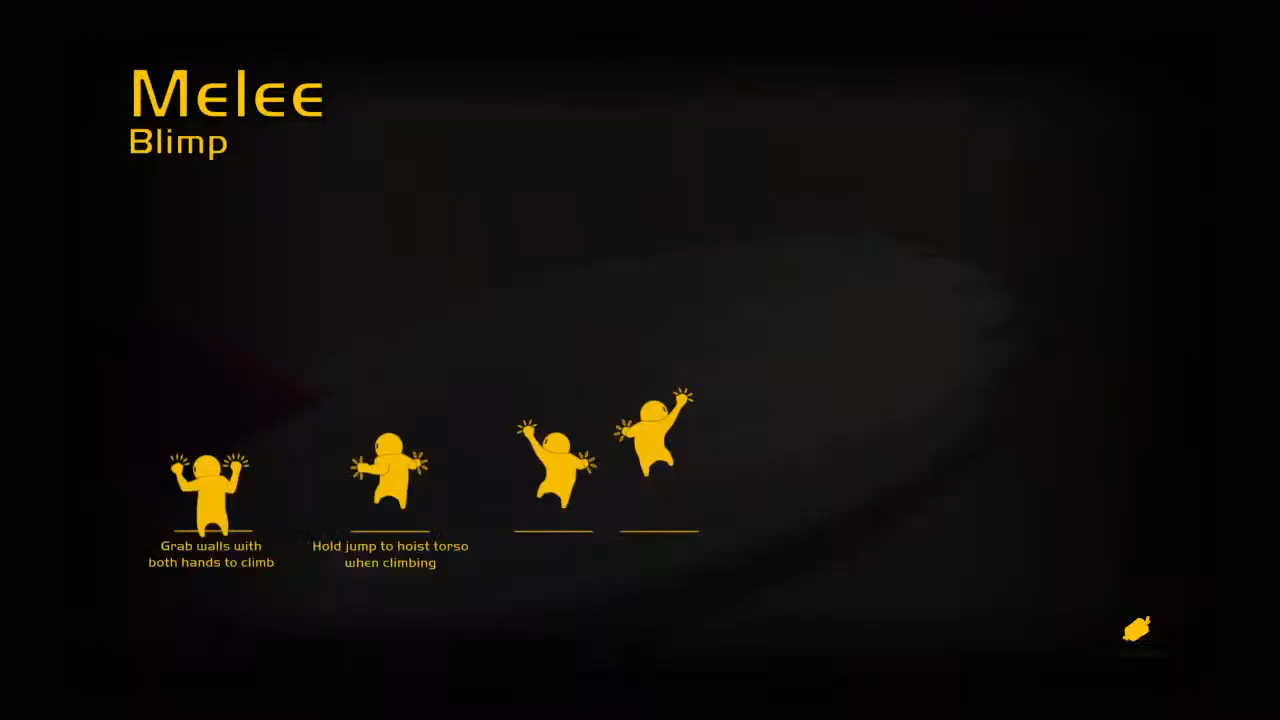 Melee
Blimp
Grab walls with
both hands to climb
Hold jump to hoist torso
when climbing